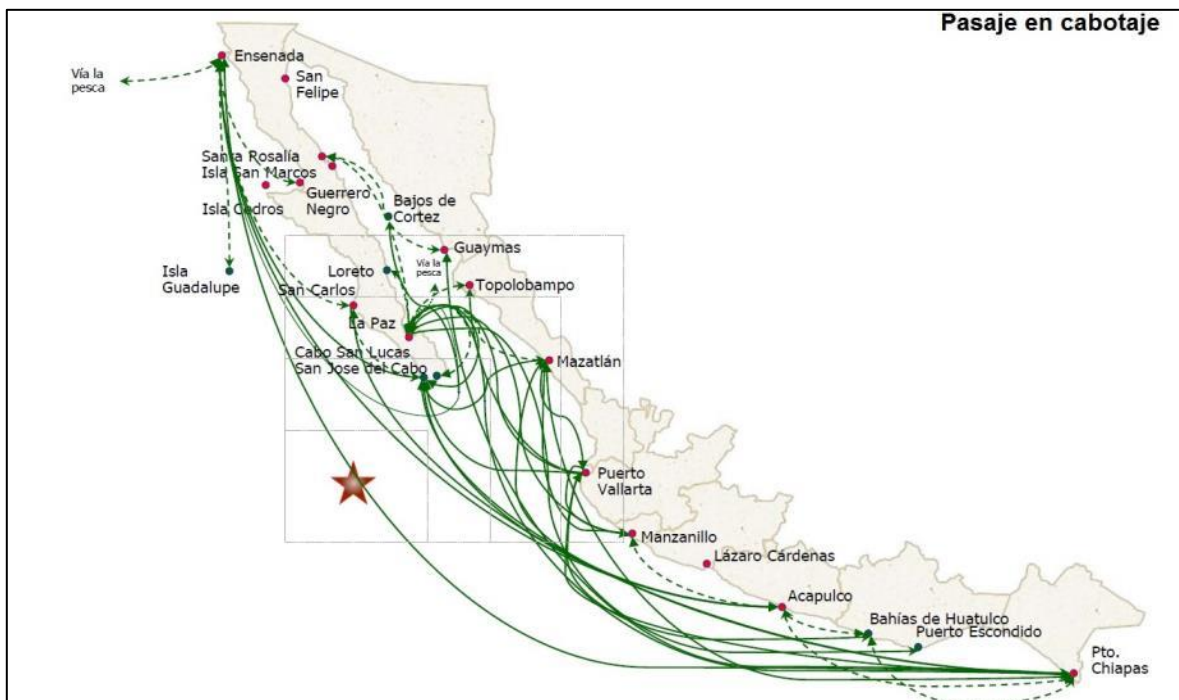 Pasaje en cabotaje
Ensenada
Vía la
pesca
San
Felipe
Santa Rosalía
Isla San Marcos
Guerrero
Negro
Isla Cedros
Bajos de
Cortez
Guaymas
Vía la
pesca
Isla
Guadalupe
Loreto
Topolobampo
San Carlos
La Paz
Cabo San Lucas
San Jose del Cabo
Mazatlán
Puerto
Vallarta
Manzanillo
Lázaro Cárdenas
Acapulco
Bahías de Huatulco
Puerto Escondido
Pto.
Chiapas